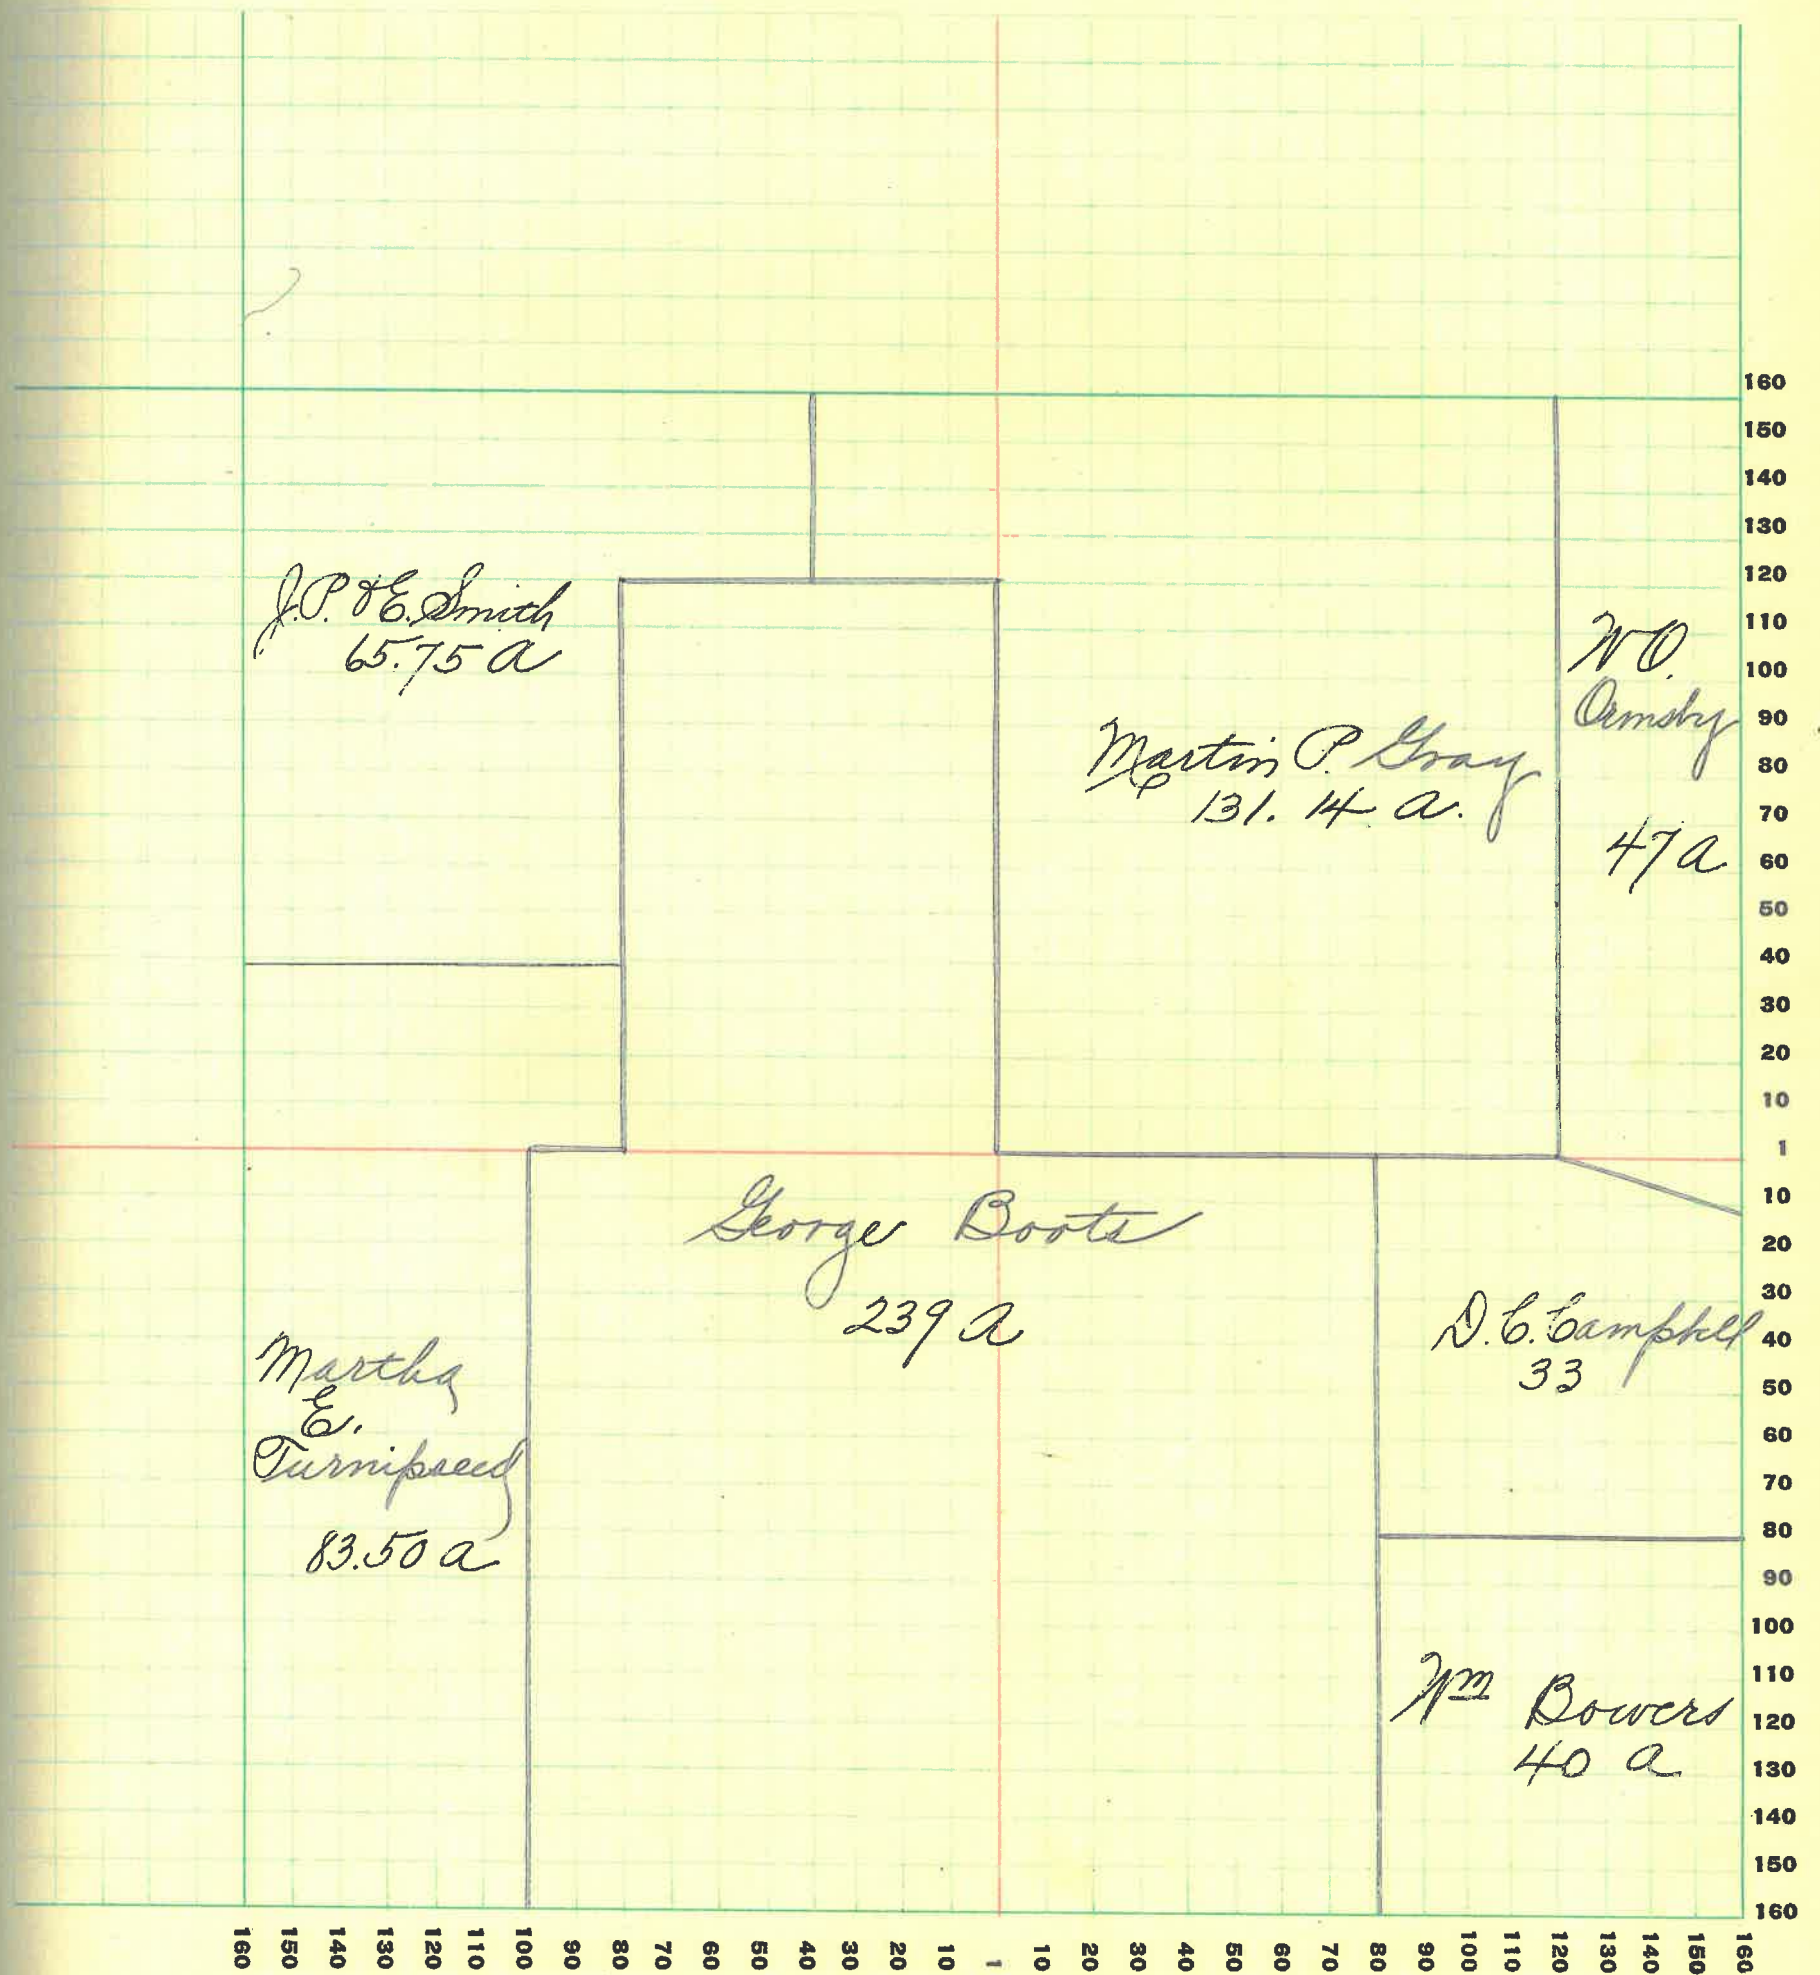 160
150
140
130
120
110
100
90
80
70
60
50
40
30
20
10
1
10
20
30
40
50
60
70
80
90
100
110
120
130
140
150
160
J.P. & E. Smith
65.75 a
W O.
Ormsby
47 a
Martin P. Gray
131.14 a.
George Boots
239 a
D.C. Campbell
33
Martha
E.
Turnipseed
83.50 a
Wm Bowers
40 a
160 150 140 130 120 110 100 90 80 70 60 50 40 30 20 10 1 10 20 30 40 50 60 70 80 90 100 110 120 130 140 150 160